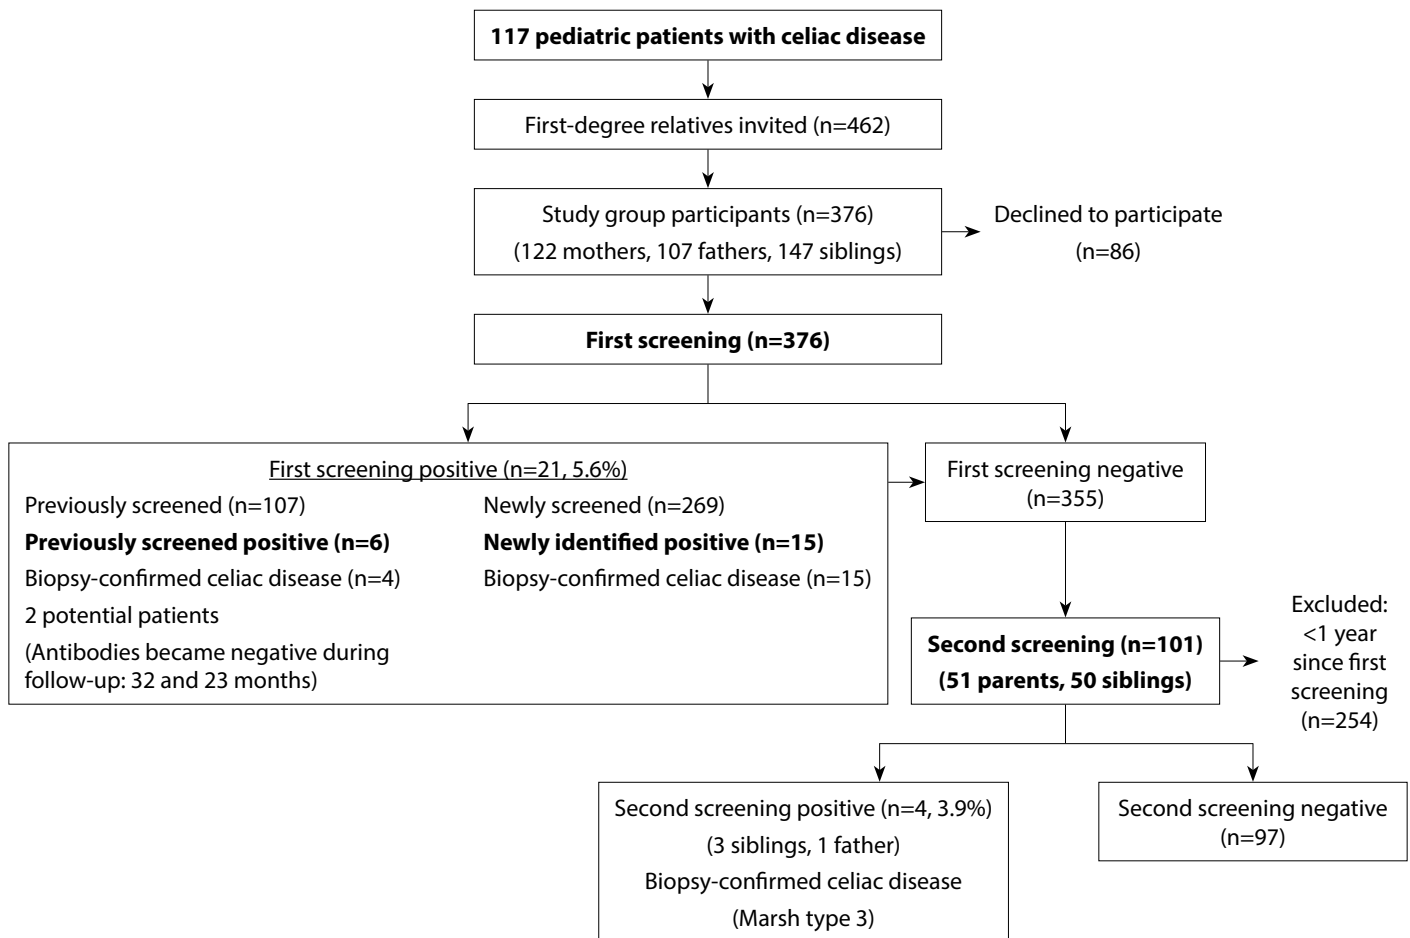 117 pediatric patients with celiac disease
First-degree relatives invited (n=462)
Study group participants (n=376)
(122 mothers, 107 fathers, 147 siblings)
Declined to participate
(n=86)
First screening (n=376)
First screening positive (n=21, 5.6%)
Previously screened (n=107)
Previously screened positive (n=6)
Biopsy-confirmed celiac disease (n=4)
2 potential patients
(Antibodies became negative during
follow-up: 32 and 23 months)
Newly screened (n=269)
Newly identified positive (n=15)
Biopsy-confirmed celiac disease (n=15)
First screening negative
(n=355)
Second screening (n=101)
(51 parents, 50 siblings)
Excluded:
<1 year
since first
screening
(n=254)
Second screening positive (n=4, 3.9%)
(3 siblings, 1 father)
Biopsy-confirmed celiac disease
(Marsh type 3)
Second screening negative
(n=97)